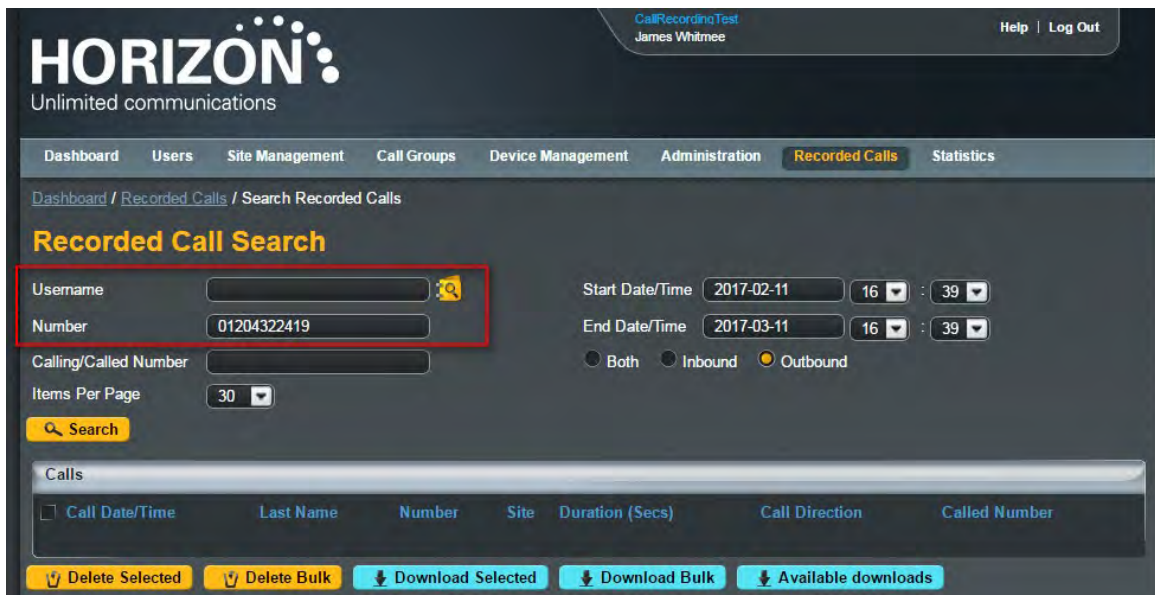 CallRecordingTest
James Whitmee
Help | Log Out
HORIZON
Unlimited communications
Dashboard Users Site Management Call Groups Device Management Administration Recorded Calls Statistics
Dashboard / Recorded Calls / Search Recorded Calls
Recorded Call Search
Username Start Date/Time 2017-02-11 16 : 39
Number 01204322419 End Date/Time 2017-03-11 16 : 39
Calling/Called Number Both Inbound Outbound
Items Per Page 30
Search
Calls
Call Date/Time Last Name Number Site Duration (Secs) Call Direction Called Number
Delete Selected Delete Bulk Download Selected Download Bulk Available downloads